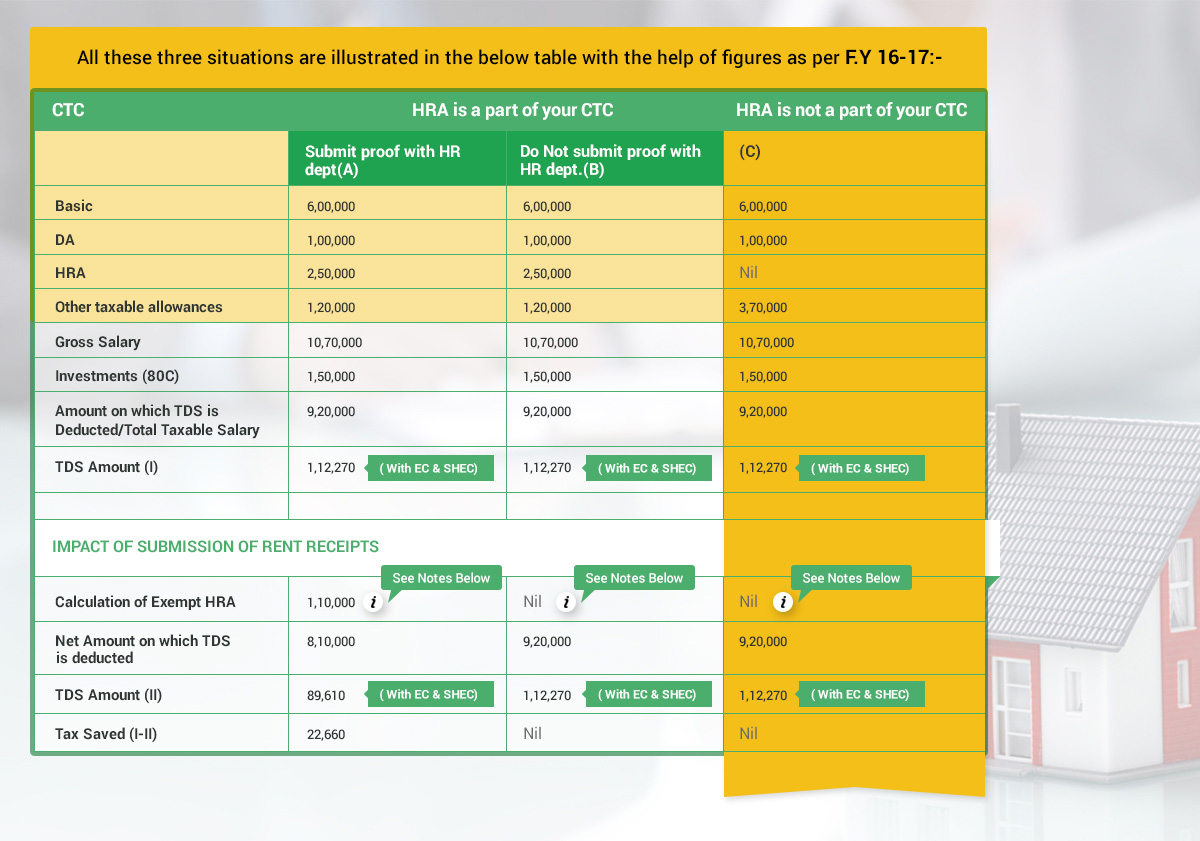 All these three situations are illustrated in the below table with the help of figures as per F.Y 16-17:-
CTC HRA is a part of your CTC HRA is not a part of your CTC
Submit proof with HR dept(A) Do Not submit proof with HR dept.(B) (C)
Basic 6,00,000 6,00,000 6,00,000
DA 1,00,000 1,00,000 1,00,000
HRA 2,50,000 2,50,000 Nil
Other taxable allowances 1,20,000 1,20,000 3,70,000
Gross Salary 10,70,000 10,70,000 10,70,000
Investments (80C) 1,50,000 1,50,000 1,50,000
Amount on which TDS is 9,20,000 9,20,000 9,20,000
Deducted/Total Taxable Salary
TDS Amount (I) 1,12,270 ( With EC & SHEC) 1,12,270 ( With EC & SHEC) 1,12,270 ( With EC & SHEC)
IMPACT OF SUBMISSION OF RENT RECEIPTS
See Notes Below See Notes Below See Notes Below
Calculation of Exempt HRA 1,10,000 i Nil i Nil i
Net Amount on which TDS 8,10,000 9,20,000 9,20,000
is deducted
TDS Amount (II) 89,610 ( With EC & SHEC) 1,12,270 ( With EC & SHEC) 1,12,270 ( With EC & SHEC)
Tax Saved (I-II) 22,660 Nil Nil